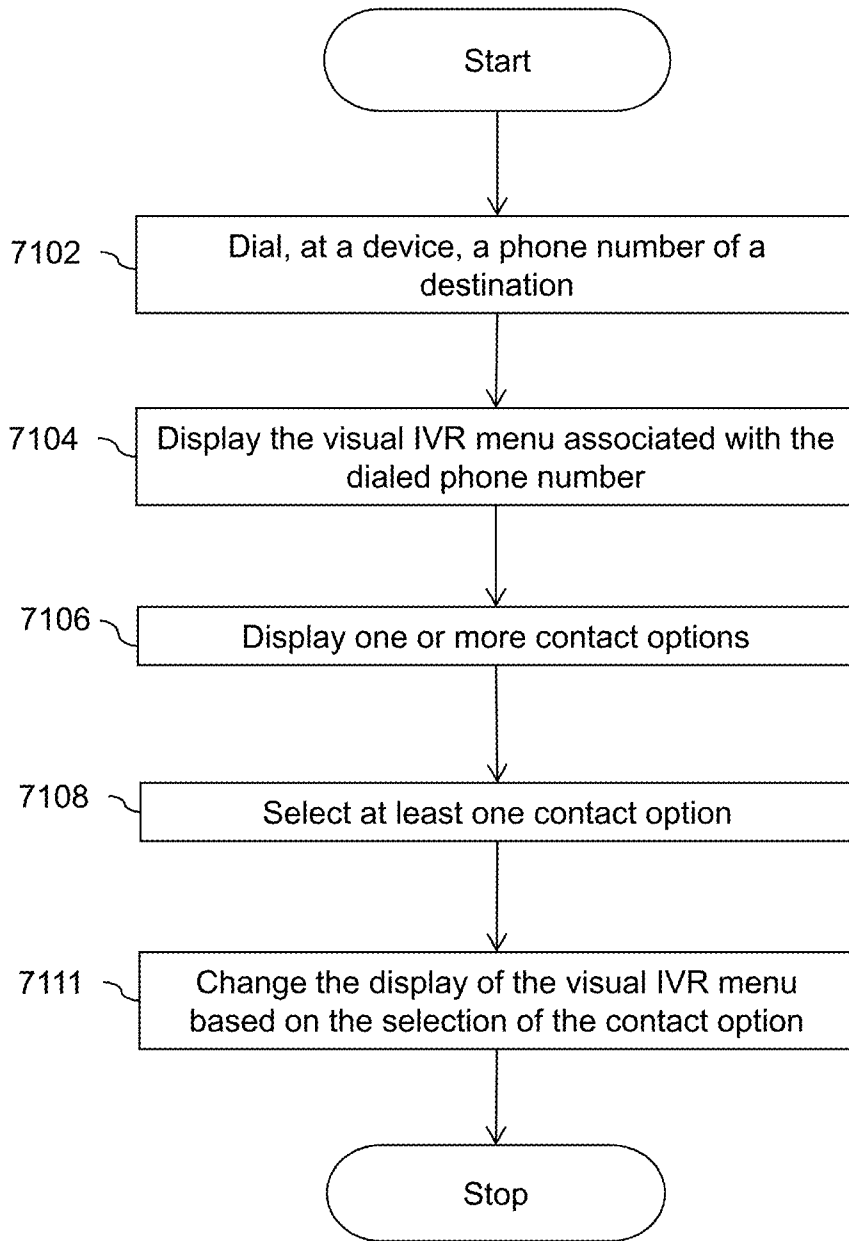 Start
7102
Dial, at a device, a phone number of a
destination
7104
Display the visual IVR menu associated with the
dialed phone number
7106
Display one or more contact options
7108
Select at least one contact option
7111
Change the display of the visual IVR menu
based on the selection of the contact option
Stop